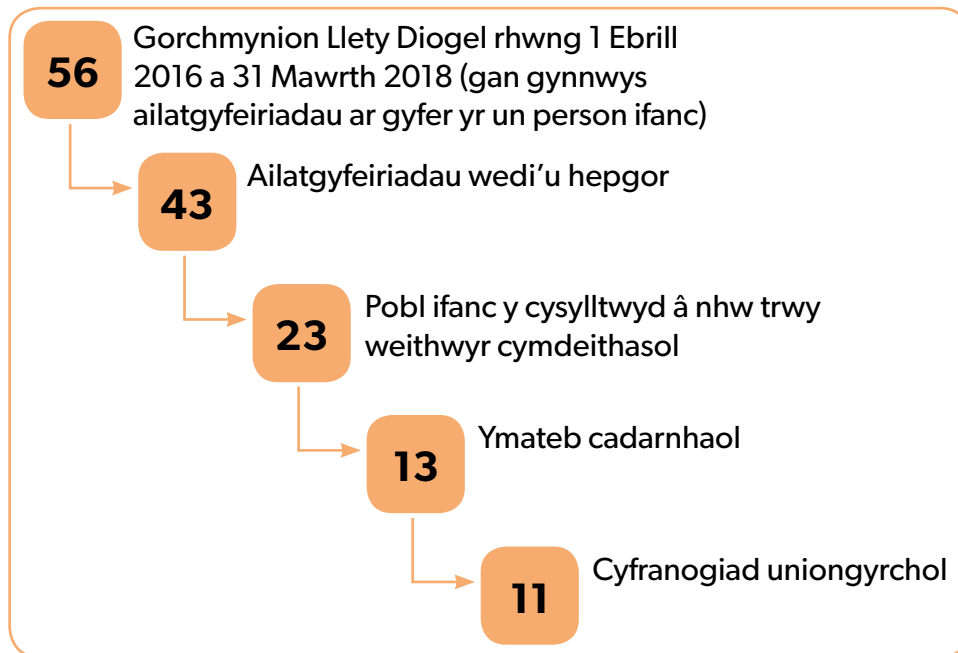 56
Gorchmynion Llety Diogel rhwng 1 Ebrill
2016 a 31 Mawrth 2018 (gan gynnwys
ailatgyfeiriadau ar gyfer yr un person ifanc)
43
Ailatgyfeiriadau wedi’u hepgor
23
Pobl ifanc y cysylltwyd â nhw trwy
weithwyr cymdeithasol
13
Ymateb cadarnhaol
11
Cyfranogiad uniongyrchol